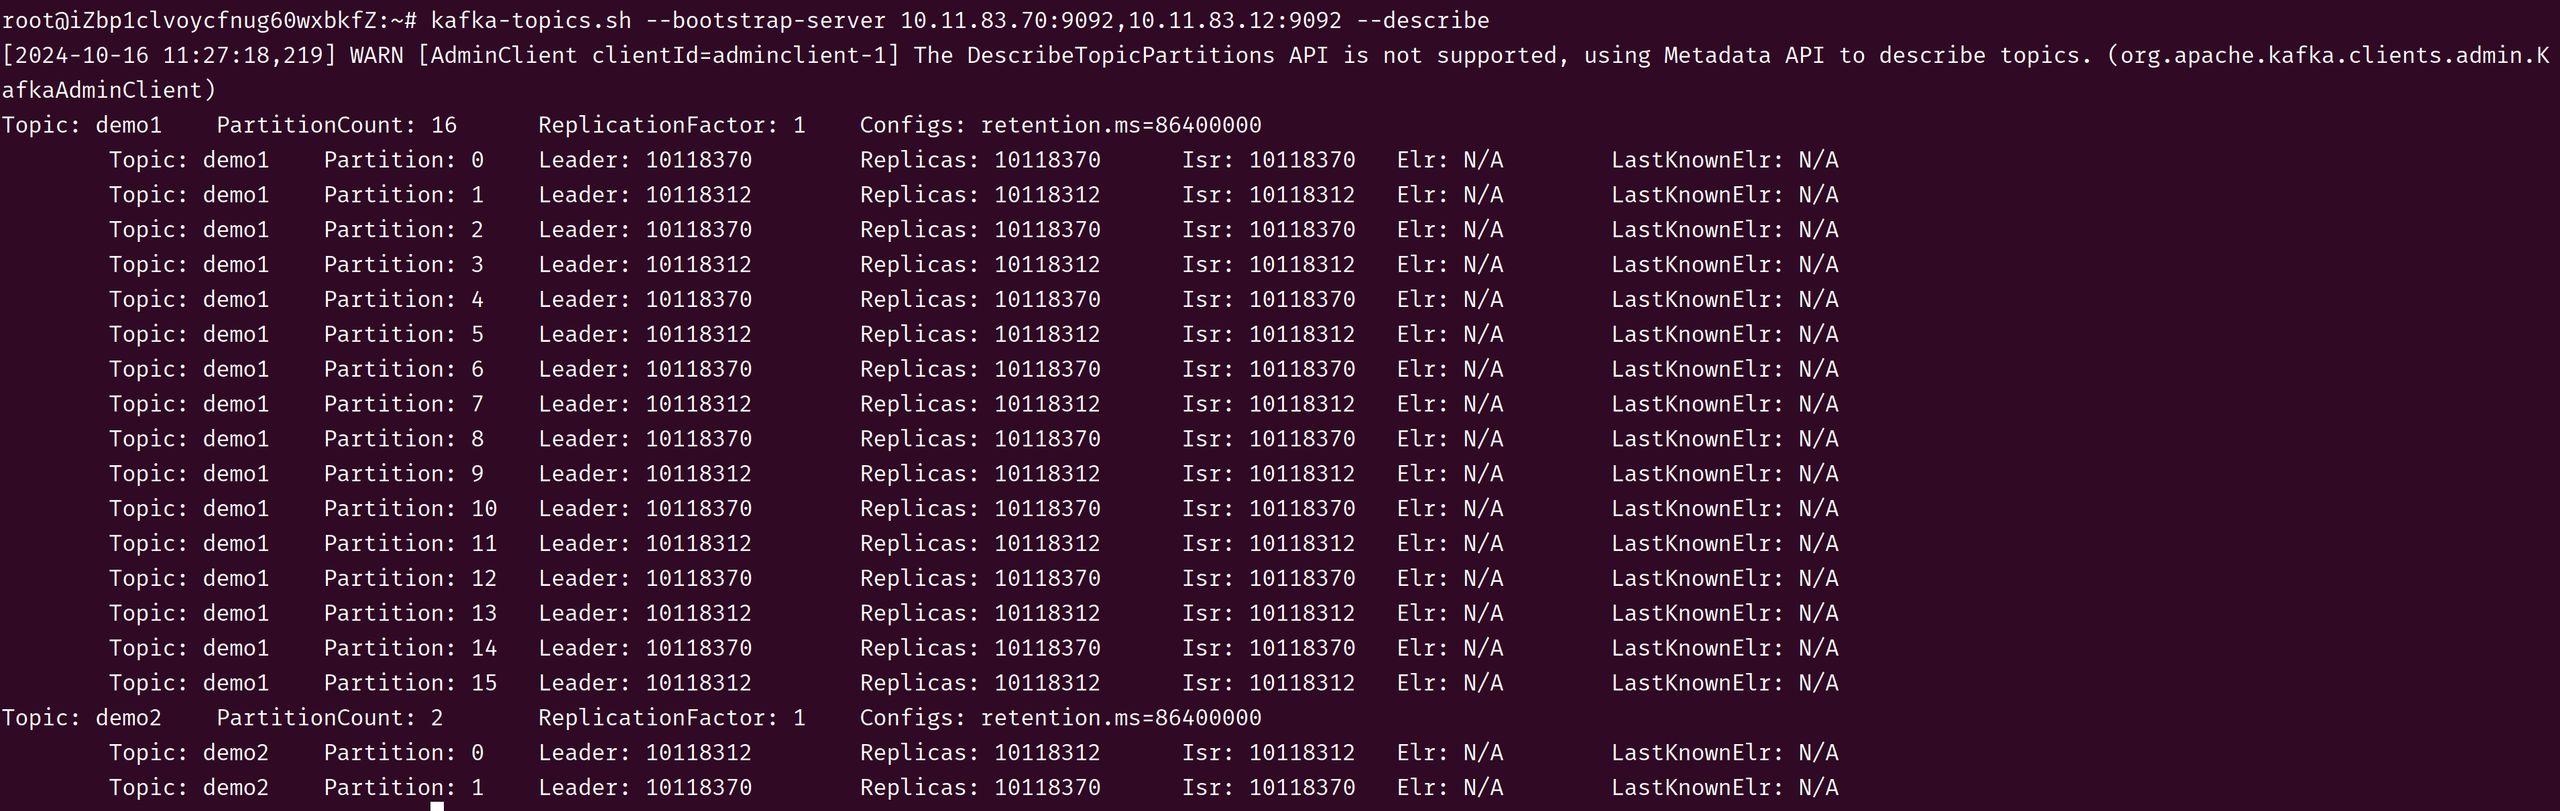 root@iZbp1clvoycfnug60wxbkfZ:~# kafka-topics.sh --bootstrap-server 10.11.83.70:9092,10.11.83.12:9092 --describe
[2024-10-16 11:27:18,219] WARN [AdminClient clientId=adminclient-1] The DescribeTopicPartitions API is not supported, using Metadata API to describe topics. (org.apache.kafka.clients.admin.K
afkaAdminClient)
Topic: demo1	PartitionCount: 16	ReplicationFactor: 1	Configs: retention.ms=86400000
	Topic: demo1	Partition: 0	Leader: 10118370	Replicas: 10118370	Isr: 10118370	Elr: N/A	LastKnownElr: N/A
	Topic: demo1	Partition: 1	Leader: 10118312	Replicas: 10118312	Isr: 10118312	Elr: N/A	LastKnownElr: N/A
	Topic: demo1	Partition: 2	Leader: 10118370	Replicas: 10118370	Isr: 10118370	Elr: N/A	LastKnownElr: N/A
	Topic: demo1	Partition: 3	Leader: 10118312	Replicas: 10118312	Isr: 10118312	Elr: N/A	LastKnownElr: N/A
	Topic: demo1	Partition: 4	Leader: 10118370	Replicas: 10118370	Isr: 10118370	Elr: N/A	LastKnownElr: N/A
	Topic: demo1	Partition: 5	Leader: 10118312	Replicas: 10118312	Isr: 10118312	Elr: N/A	LastKnownElr: N/A
	Topic: demo1	Partition: 6	Leader: 10118370	Replicas: 10118370	Isr: 10118370	Elr: N/A	LastKnownElr: N/A
	Topic: demo1	Partition: 7	Leader: 10118312	Replicas: 10118312	Isr: 10118312	Elr: N/A	LastKnownElr: N/A
	Topic: demo1	Partition: 8	Leader: 10118370	Replicas: 10118370	Isr: 10118370	Elr: N/A	LastKnownElr: N/A
	Topic: demo1	Partition: 9	Leader: 10118312	Replicas: 10118312	Isr: 10118312	Elr: N/A	LastKnownElr: N/A
	Topic: demo1	Partition: 10	Leader: 10118370	Replicas: 10118370	Isr: 10118370	Elr: N/A	LastKnownElr: N/A
	Topic: demo1	Partition: 11	Leader: 10118312	Replicas: 10118312	Isr: 10118312	Elr: N/A	LastKnownElr: N/A
	Topic: demo1	Partition: 12	Leader: 10118370	Replicas: 10118370	Isr: 10118370	Elr: N/A	LastKnownElr: N/A
	Topic: demo1	Partition: 13	Leader: 10118312	Replicas: 10118312	Isr: 10118312	Elr: N/A	LastKnownElr: N/A
	Topic: demo1	Partition: 14	Leader: 10118370	Replicas: 10118370	Isr: 10118370	Elr: N/A	LastKnownElr: N/A
	Topic: demo1	Partition: 15	Leader: 10118312	Replicas: 10118312	Isr: 10118312	Elr: N/A	LastKnownElr: N/A
Topic: demo2	PartitionCount: 2	ReplicationFactor: 1	Configs: retention.ms=86400000
	Topic: demo2	Partition: 0	Leader: 10118312	Replicas: 10118312	Isr: 10118312	Elr: N/A	LastKnownElr: N/A
	Topic: demo2	Partition: 1	Leader: 10118370	Replicas: 10118370	Isr: 10118370	Elr: N/A	LastKnownElr: N/A